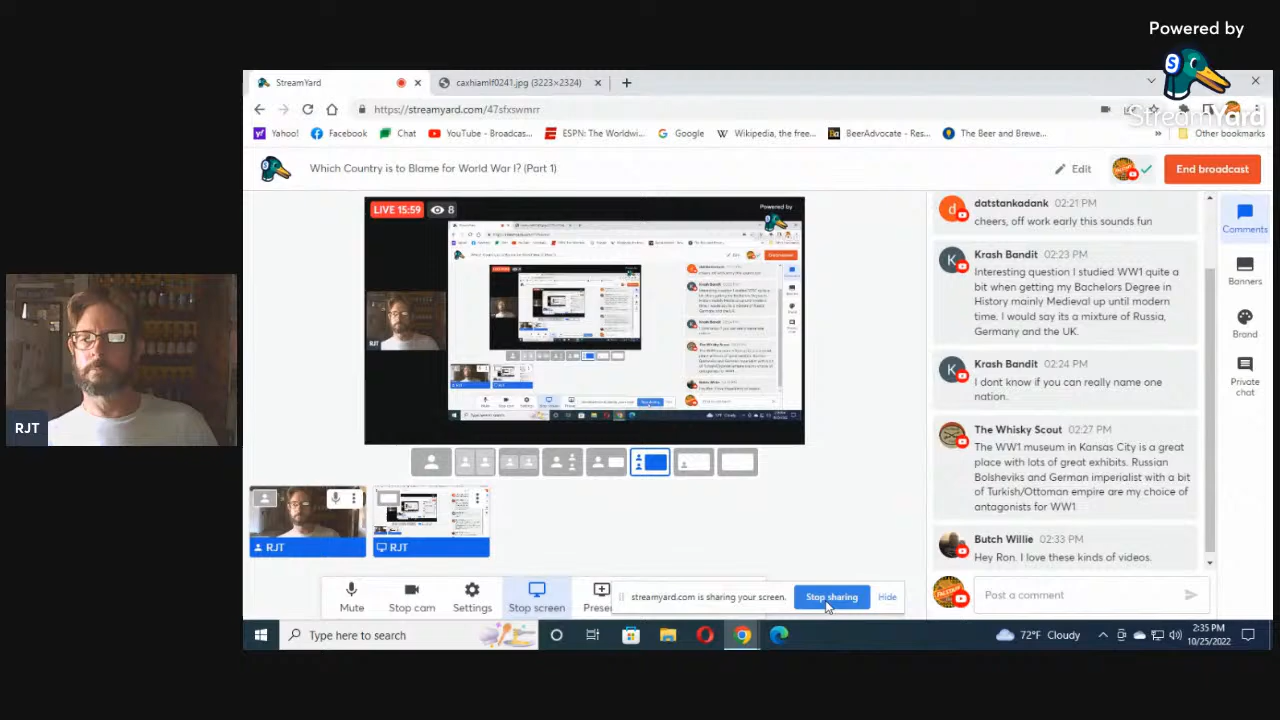 Powered by
StreamYard
StreamYard
caxhiamlf0241.jpg (3223×2324)
https://streamyard.com/47sfxswmrr
Yahoo!
Facebook
Chat
YouTube - Broadcas...
ESPN: The Worldwi...
Google
Wikipedia, the free...
BeerAdvocate - Res...
The Beer and Brewe...
Other bookmarks
Which Country is to Blame for World War I? (Part 1)
Edit
End broadcast
LIVE 15:59
8
Powered by
RJT
RJT
RJT
RJT
Mute
Stop cam
Settings
Stop screen
Presen
streamyard.com is sharing your screen.
Stop sharing
Hide
datstankadank 02:21 PM
cheers, off work early this sounds fun
Krash Bandit 02:23 PM
Interesting question I studied WW1 quite a
bit when getting my Bachelors Degree in
History mainly Medieval up until modern
time. I would say its a mixture of Russia,
Germany and the UK.
Krash Bandit 02:24 PM
I dont know if you can really name one
nation.
The Whisky Scout 02:27 PM
The WW1 museum in Kansas City is a great
place with lots of great exhibits. Russian
Bolsheviks and German imperialist with a bit
of Turkish/Ottoman empire are my choice of
antagonists for WW1
Butch Willie 02:33 PM
Hey Ron. I love these kinds of videos.
Post a comment
Comments
Banners
Brand
Private
chat
Type here to search
72°F Cloudy
2:35 PM
10/25/2022